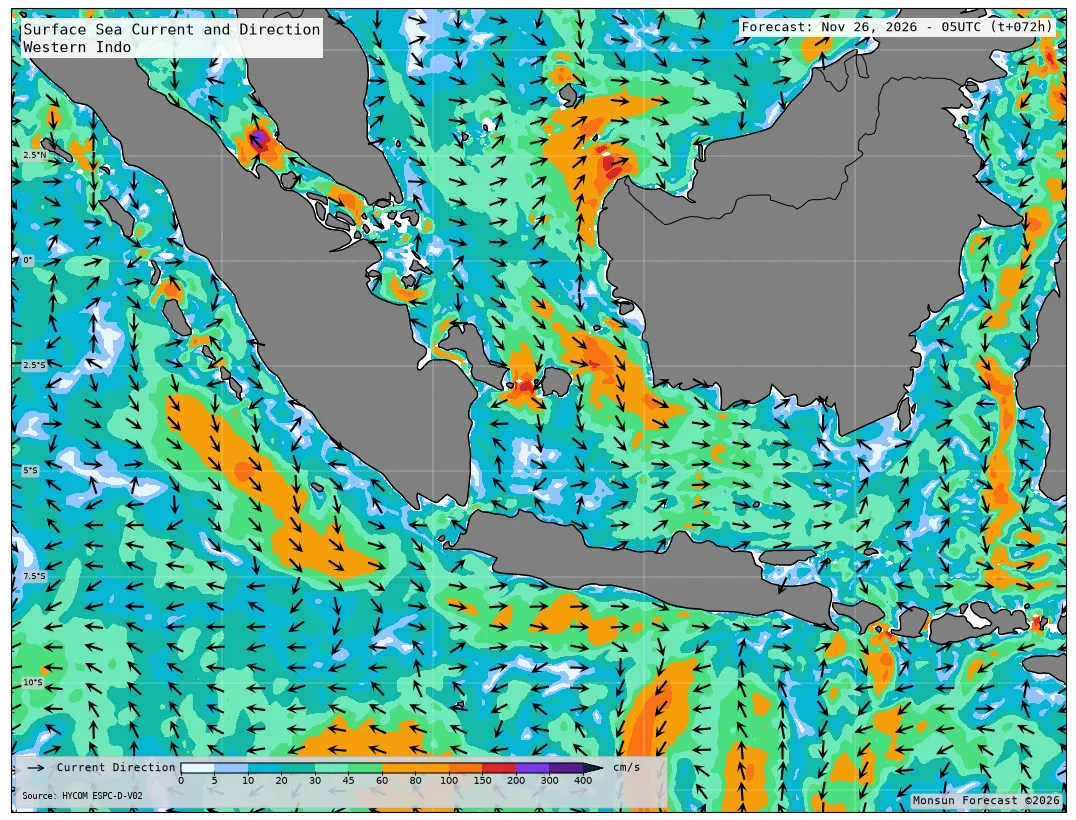 Surface Sea Current and Direction
Western Indo
Forecast: Nov 26, 2026 - 05UTC (t+072h)
2.5°N
0°
2.5°S
5°S
7.5°S
10°S
Current Direction
0 5 10 20 30 45 60 80 100 150 200 300 400 cm/s
Source: HYCOM ESPC-D-V02
Monsun Forecast ©2026